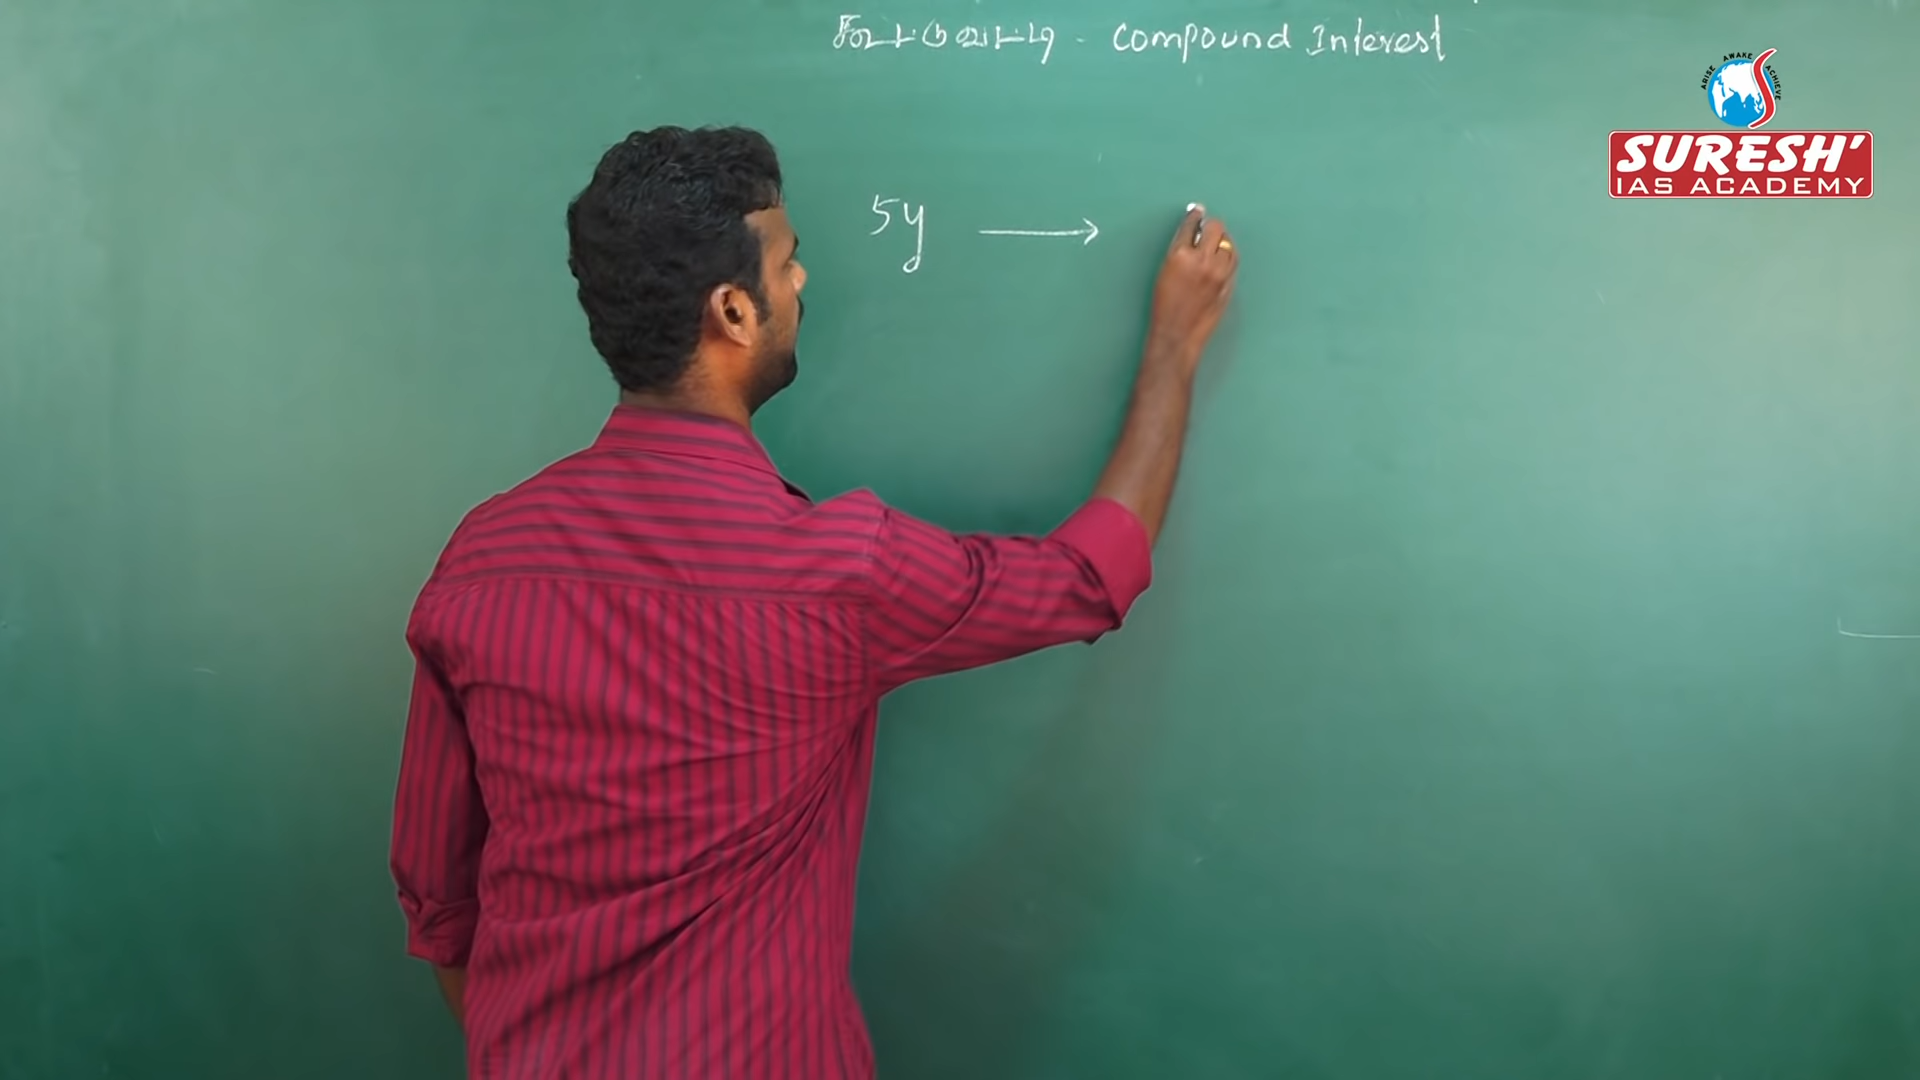 கூட்டுவட்டி - Compound Interest
ARISE AWAKE ACHIEVE
SURESH'
IAS ACADEMY
5y →